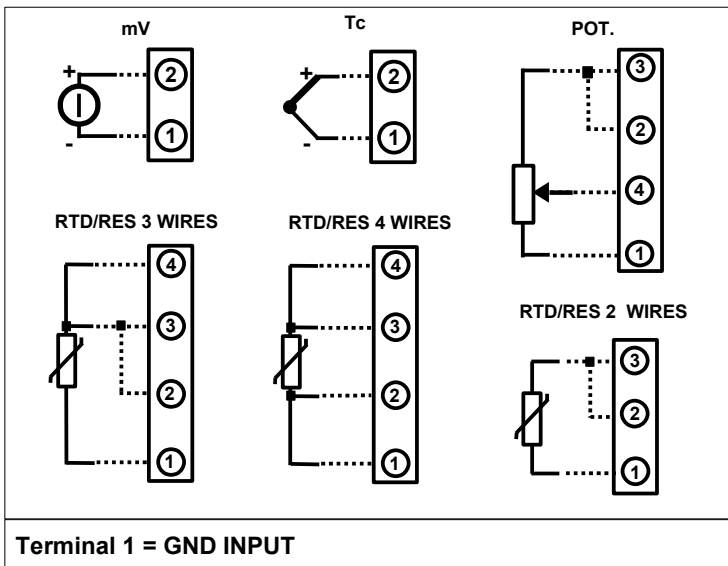 mV
Tc
POT.
+ 2
- 1
+ 2
- 1
3
2
4
1
RTD/RES 3 WIRES
4
3
2
1
RTD/RES 4 WIRES
4
3
2
1
RTD/RES 2 WIRES
3
2
1
Terminal 1 = GND INPUT